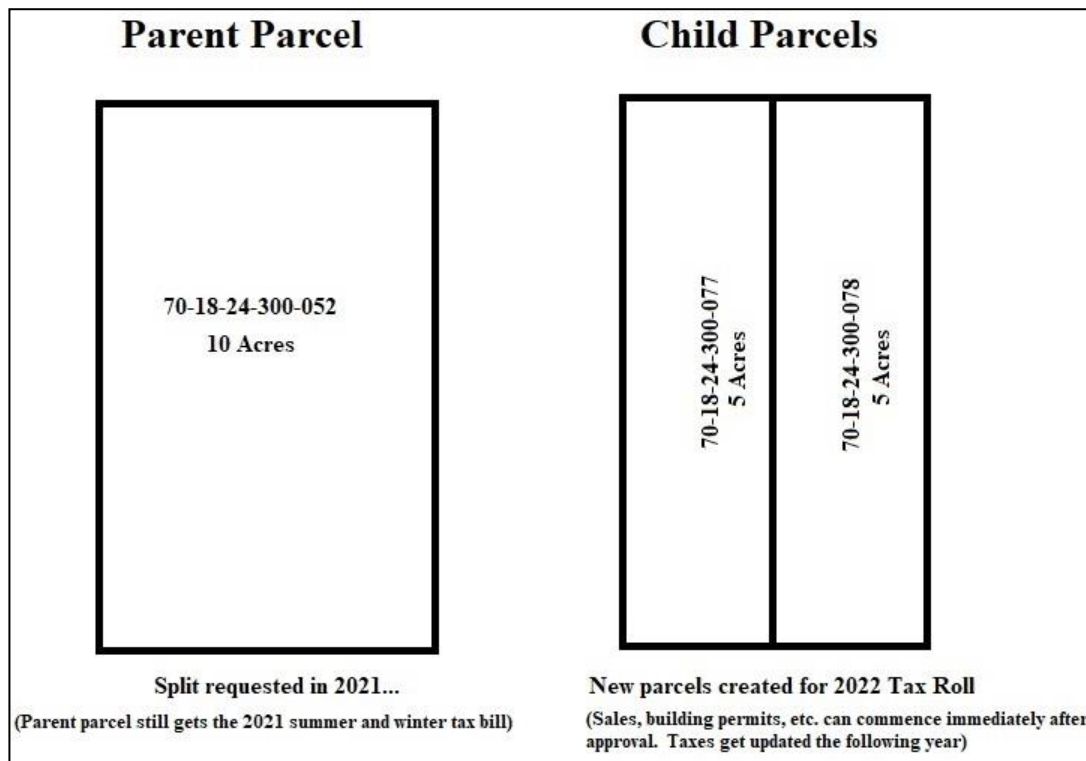 Parent Parcel
70-18-24-300-052
10 Acres
Split requested in 2021...
(Parent parcel still gets the 2021 summer and winter tax bill)
Child Parcels
70-18-24-300-077
5 Acres
70-18-24-300-078
5 Acres
New parcels created for 2022 Tax Roll
(Sales, building permits, etc. can commence immediately after
approval. Taxes get updated the following year)